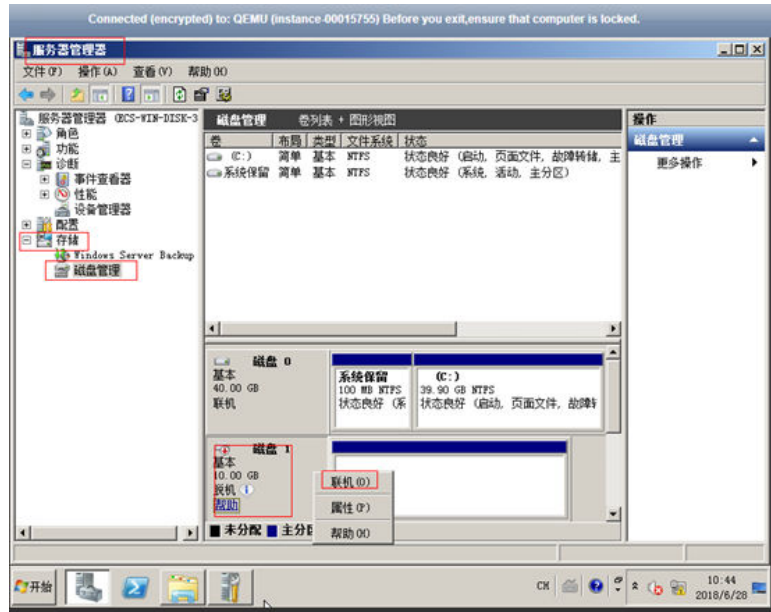 Connected (encrypted) to: QEMU (instance-00015755) Before you exit,ensure that computer is locked.
服务器管理器
文件(F) 操作(A) 查看(V) 帮助(H)
服务器管理器 (ECS-WIN-DISK-3
角色
功能
诊断
事件查看器
性能
设备管理器
配置
存储
Windows Server Backup
磁盘管理
磁盘管理 卷列表 + 图形视图
卷 布局 类型 文件系统 状态
(C:) 简单 基本 NTFS 状态良好 (启动, 页面文件, 故障转储, 主
系统保留 简单 基本 NTFS 状态良好 (系统, 活动, 主分区)
操作
磁盘管理
更多操作
磁盘 0
基本
40.00 GB
联机
系统保留
100 MB NTFS
状态良好 (系
(C:)
39.90 GB NTFS
状态良好 (启动, 页面文件, 故障转
磁盘 1
基本
10.00 GB
脱机
帮助
联机(O)
属性(P)
帮助(H)
未分配 主分区
开始
CH
10:44
2018/6/28